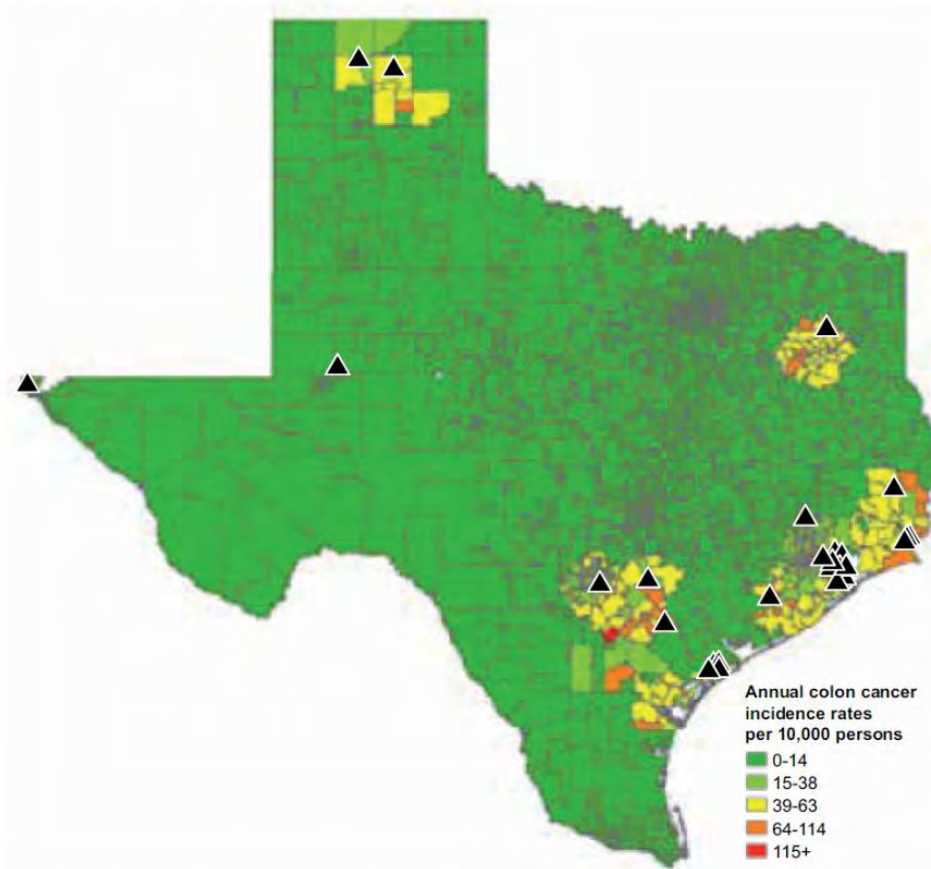 Annual colon cancer
incidence rates
per 10,000 persons
0-14
15-38
39-63
64-114
115+